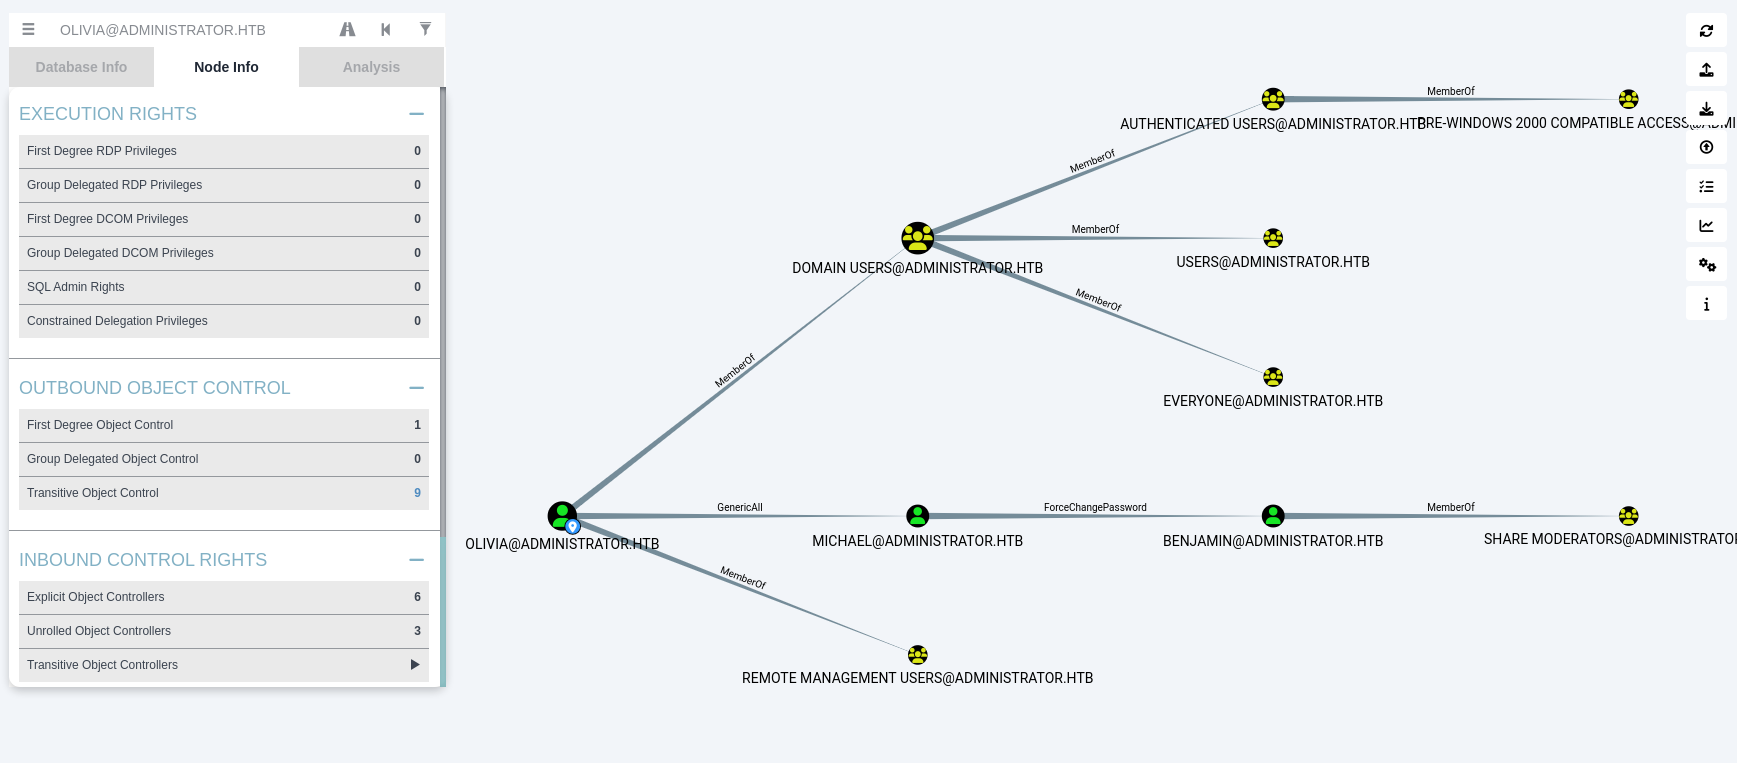 OLIVIA@ADMINISTRATOR.HTB
Database Info
Node Info
Analysis
EXECUTION RIGHTS
First Degree RDP Privileges 0
Group Delegated RDP Privileges 0
First Degree DCOM Privileges 0
Group Delegated DCOM Privileges 0
SQL Admin Rights 0
Constrained Delegation Privileges 0
OUTBOUND OBJECT CONTROL
First Degree Object Control 1
Group Delegated Object Control 0
Transitive Object Control 9
INBOUND CONTROL RIGHTS
Explicit Object Controllers 6
Unrolled Object Controllers 3
Transitive Object Controllers
MemberOf
AUTHENTICATED USERS@ADMINISTRATOR.HTB
PRE-WINDOWS 2000 COMPATIBLE ACCESS@ADMI
MemberOf
MemberOf
DOMAIN USERS@ADMINISTRATOR.HTB
USERS@ADMINISTRATOR.HTB
MemberOf
EVERYONE@ADMINISTRATOR.HTB
MemberOf
GenericAll
ForceChangePassword
MemberOf
OLIVIA@ADMINISTRATOR.HTB
MICHAEL@ADMINISTRATOR.HTB
BENJAMIN@ADMINISTRATOR.HTB
SHARE MODERATORS@ADMINISTRATOR
MemberOf
REMOTE MANAGEMENT USERS@ADMINISTRATOR.HTB